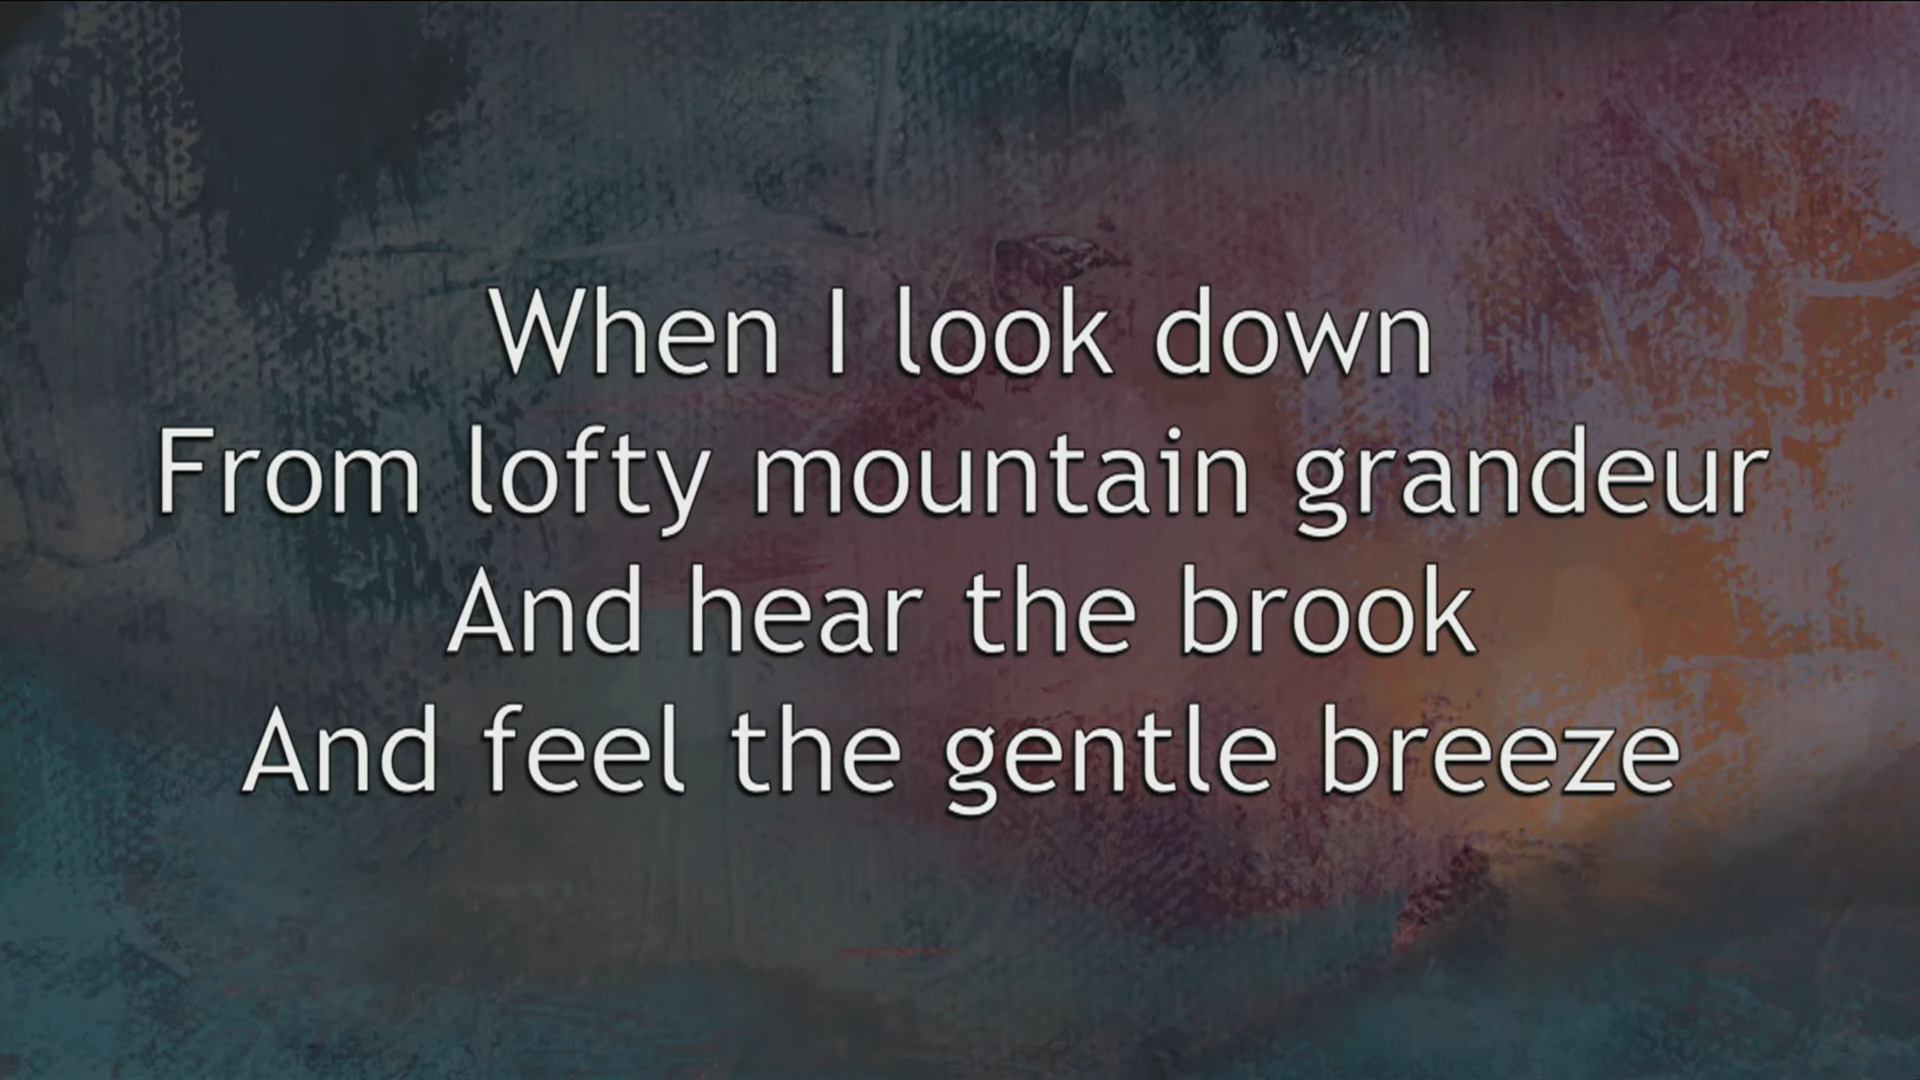 When I look down
From lofty mountain grandeur
And hear the brook
And feel the gentle breeze